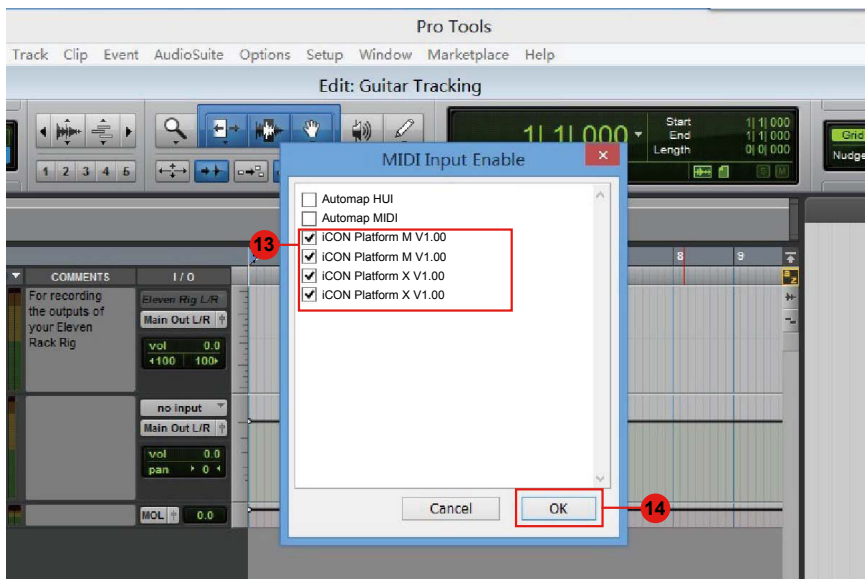 Pro Tools
Track Clip Event AudioSuite Options Setup Window Marketplace Help
Edit: Guitar Tracking
1 2 3 4 5
1| 1| 000
Start 1| 1| 000
End 1| 1| 000
Length 0| 0| 000
S M
Grid
Nudge
MIDI Input Enable
Automap HUI
Automap MIDI
13
iCON Platform M V1.00
iCON Platform M V1.00
iCON Platform X V1.00
iCON Platform X V1.00
8 9
COMMENTS I / O
For recording
the outputs of
your Eleven
Rack Rig
Eleven Rig L/R
Main Out L/R
vol 0.0
100 100
no input
Main Out L/R
vol 0.0
pan 0
MOL 0.0
Cancel OK
14